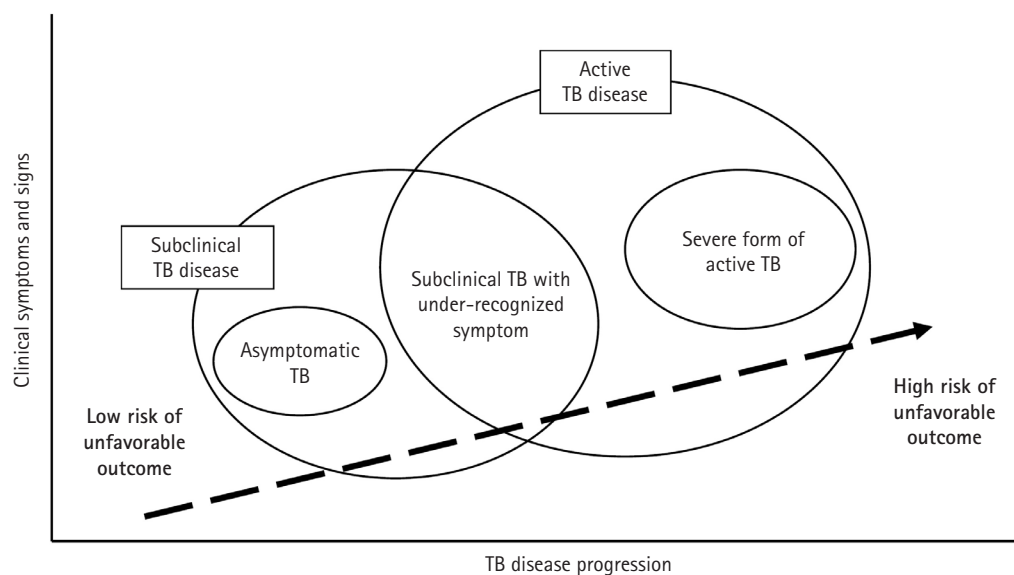 Active
TB disease
Subclinical
TB disease
Severe form of
active TB
Subclinical TB with
under-recognized
symptom
Asymptomatic
TB
Clinical symptoms and signs
Low risk of
unfavorable
outcome
High risk of
unfavorable
outcome
TB disease progression